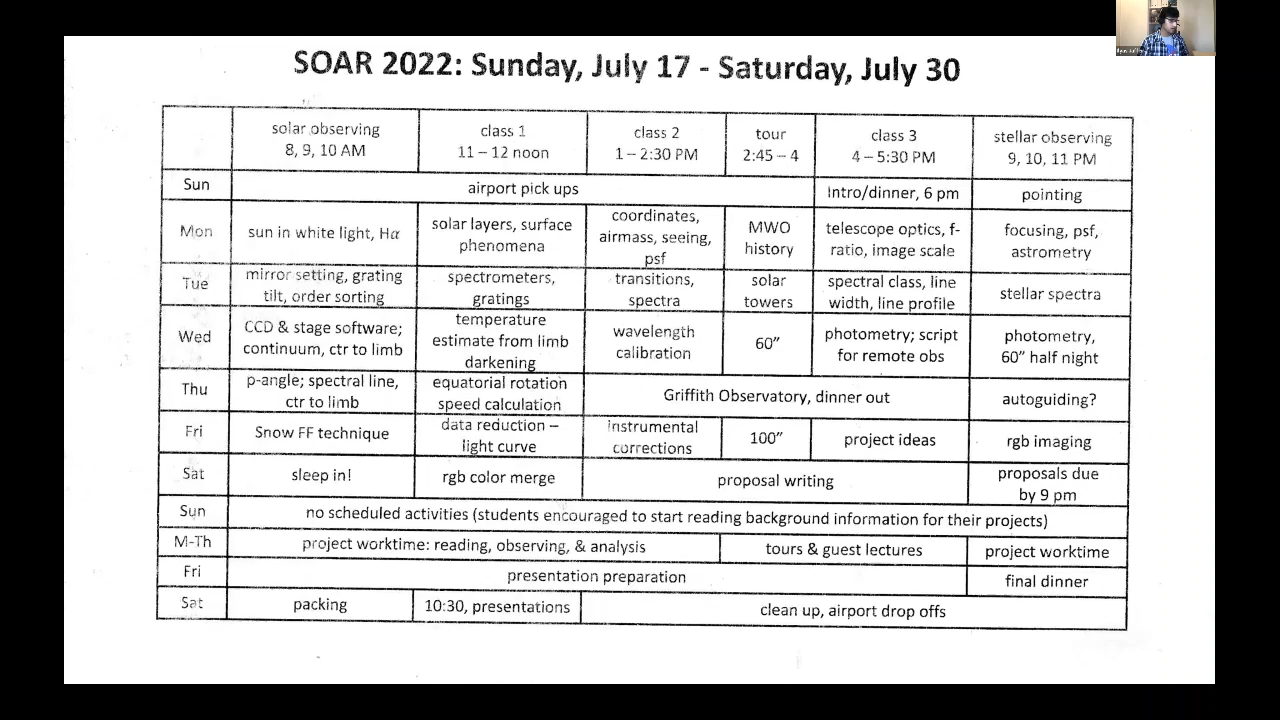 SOAR 2022: Sunday, July 17 - Saturday, July 30
solar observing
8, 9, 10 AM
class 1
11 – 12 noon
class 2
1 – 2:30 PM
tour
2:45 – 4
class 3
4 – 5:30 PM
stellar observing
9, 10, 11 PM
Sun
airport pick ups
Intro/dinner, 6 pm
pointing
Mon
sun in white light, Hα
solar layers, surface
phenomena
coordinates,
airmass, seeing,
psf
MWO
history
telescope optics, f-
ratio, image scale
focusing, psf,
astrometry
Tue
mirror setting, grating
tilt, order sorting
spectrometers,
gratings
transitions,
spectra
solar
towers
spectral class, line
width, line profile
stellar spectra
Wed
CCD & stage software;
continuum, ctr to limb
temperature
estimate from limb
darkening
wavelength
calibration
60”
photometry; script
for remote obs
photometry,
60” half night
Thu
p-angle; spectral line,
ctr to limb
equatorial rotation
speed calculation
Griffith Observatory, dinner out
autoguiding?
Fri
Snow FF technique
data reduction –
light curve
instrumental
corrections
100”
project ideas
rgb imaging
Sat
sleep in!
rgb color merge
proposal writing
proposals due
by 9 pm
Sun
no scheduled activities (students encouraged to start reading background information for their projects)
M-Th
project worktime: reading, observing, & analysis
tours & guest lectures
project worktime
Fri
presentation preparation
final dinner
Sat
packing
10:30, presentations
clean up, airport drop offs